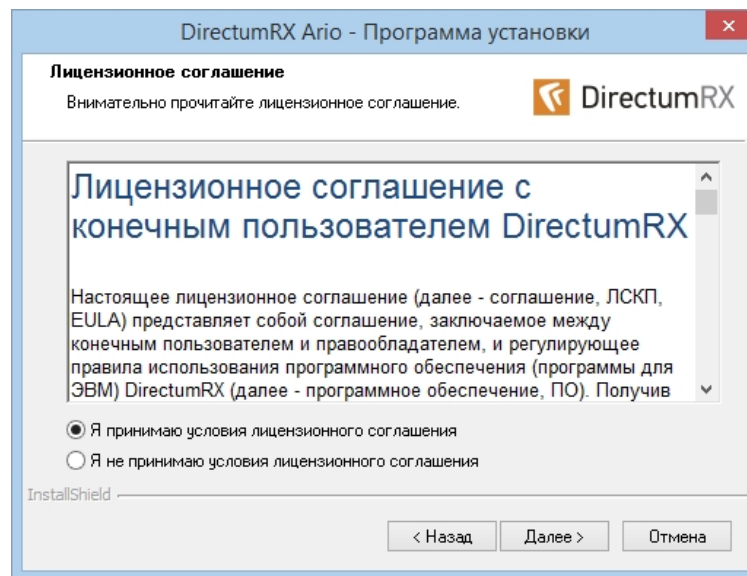 DirectumRX Ario - Программа установки
Лицензионное соглашение
Внимательно прочитайте лицензионное соглашение.
DirectumRX
Лицензионное соглашение с
конечным пользователем DirectumRX
Настоящее лицензионное соглашение (далее - соглашение, ЛСКП,
EULA) представляет собой соглашение, заключаемое между
конечным пользователем и правообладателем, и регулирующее
правила использования программного обеспечения (программы для
ЭВМ) DirectumRX (далее - программное обеспечение, ПО). Получив
Я принимаю условия лицензионного соглашения
Я не принимаю условия лицензионного соглашения
InstallShield
< Назад
Далее >
Отмена